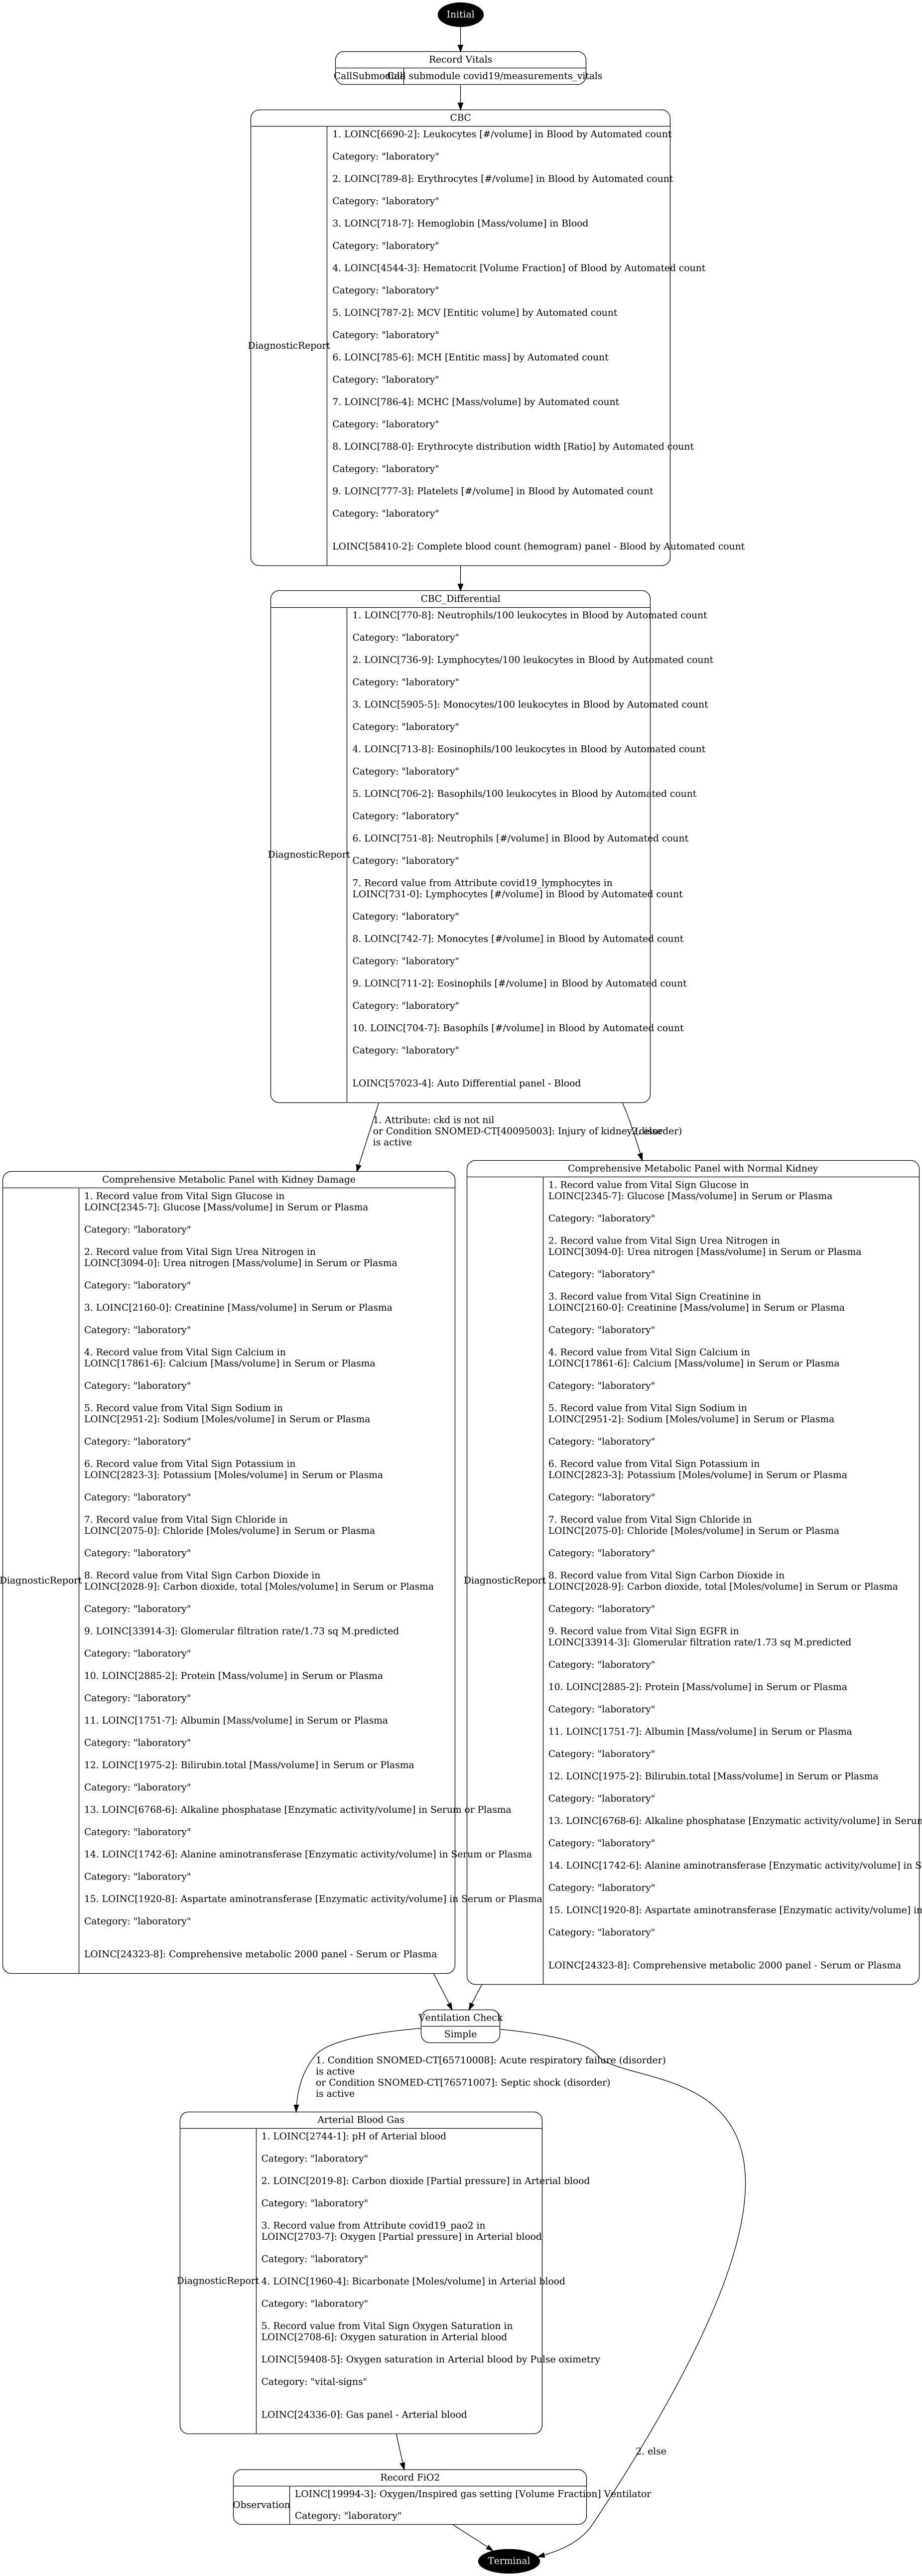 Initial
Record Vitals
CallSubmodule
Call submodule covid19/measurements_vitals
CBC
DiagnosticReport
1. LOINC[6690-2]: Leukocytes [#/volume] in Blood by Automated count
Category: "laboratory"
2. LOINC[789-8]: Erythrocytes [#/volume] in Blood by Automated count
Category: "laboratory"
3. LOINC[718-7]: Hemoglobin [Mass/volume] in Blood
Category: "laboratory"
4. LOINC[4544-3]: Hematocrit [Volume Fraction] of Blood by Automated count
Category: "laboratory"
5. LOINC[787-2]: MCV [Entitic volume] by Automated count
Category: "laboratory"
6. LOINC[785-6]: MCH [Entitic mass] by Automated count
Category: "laboratory"
7. LOINC[786-4]: MCHC [Mass/volume] by Automated count
Category: "laboratory"
8. LOINC[788-0]: Erythrocyte distribution width [Ratio] by Automated count
Category: "laboratory"
9. LOINC[777-3]: Platelets [#/volume] in Blood by Automated count
Category: "laboratory"
LOINC[58410-2]: Complete blood count (hemogram) panel - Blood by Automated count
CBC_Differential
DiagnosticReport
1. LOINC[770-8]: Neutrophils/100 leukocytes in Blood by Automated count
Category: "laboratory"
2. LOINC[736-9]: Lymphocytes/100 leukocytes in Blood by Automated count
Category: "laboratory"
3. LOINC[5905-5]: Monocytes/100 leukocytes in Blood by Automated count
Category: "laboratory"
4. LOINC[713-8]: Eosinophils/100 leukocytes in Blood by Automated count
Category: "laboratory"
5. LOINC[706-2]: Basophils/100 leukocytes in Blood by Automated count
Category: "laboratory"
6. LOINC[751-8]: Neutrophils [#/volume] in Blood by Automated count
Category: "laboratory"
7. Record value from Attribute covid19_lymphocytes in
LOINC[731-0]: Lymphocytes [#/volume] in Blood by Automated count
Category: "laboratory"
8. LOINC[742-7]: Monocytes [#/volume] in Blood by Automated count
Category: "laboratory"
9. LOINC[711-2]: Eosinophils [#/volume] in Blood by Automated count
Category: "laboratory"
10. LOINC[704-7]: Basophils [#/volume] in Blood by Automated count
Category: "laboratory"
LOINC[57023-4]: Auto Differential panel - Blood
1. Attribute: ckd is not nil
or Condition SNOMED-CT[40095003]: Injury of kidney (disorder)
is active
2. else
Comprehensive Metabolic Panel with Kidney Damage
DiagnosticReport
1. Record value from Vital Sign Glucose in
LOINC[2345-7]: Glucose [Mass/volume] in Serum or Plasma
Category: "laboratory"
2. Record value from Vital Sign Urea Nitrogen in
LOINC[3094-0]: Urea nitrogen [Mass/volume] in Serum or Plasma
Category: "laboratory"
3. LOINC[2160-0]: Creatinine [Mass/volume] in Serum or Plasma
Category: "laboratory"
4. Record value from Vital Sign Calcium in
LOINC[17861-6]: Calcium [Mass/volume] in Serum or Plasma
Category: "laboratory"
5. Record value from Vital Sign Sodium in
LOINC[2951-2]: Sodium [Moles/volume] in Serum or Plasma
Category: "laboratory"
6. Record value from Vital Sign Potassium in
LOINC[2823-3]: Potassium [Moles/volume] in Serum or Plasma
Category: "laboratory"
7. Record value from Vital Sign Chloride in
LOINC[2075-0]: Chloride [Moles/volume] in Serum or Plasma
Category: "laboratory"
8. Record value from Vital Sign Carbon Dioxide in
LOINC[2028-9]: Carbon dioxide, total [Moles/volume] in Serum or Plasma
Category: "laboratory"
9. LOINC[33914-3]: Glomerular filtration rate/1.73 sq M.predicted
Category: "laboratory"
10. LOINC[2885-2]: Protein [Mass/volume] in Serum or Plasma
Category: "laboratory"
11. LOINC[1751-7]: Albumin [Mass/volume] in Serum or Plasma
Category: "laboratory"
12. LOINC[1975-2]: Bilirubin.total [Mass/volume] in Serum or Plasma
Category: "laboratory"
13. LOINC[6768-6]: Alkaline phosphatase [Enzymatic activity/volume] in Serum or Plasma
Category: "laboratory"
14. LOINC[1742-6]: Alanine aminotransferase [Enzymatic activity/volume] in Serum or Plasma
Category: "laboratory"
15. LOINC[1920-8]: Aspartate aminotransferase [Enzymatic activity/volume] in Serum or Plasma
Category: "laboratory"
LOINC[24323-8]: Comprehensive metabolic 2000 panel - Serum or Plasma
Comprehensive Metabolic Panel with Normal Kidney
DiagnosticReport
1. Record value from Vital Sign Glucose in
LOINC[2345-7]: Glucose [Mass/volume] in Serum or Plasma
Category: "laboratory"
2. Record value from Vital Sign Urea Nitrogen in
LOINC[3094-0]: Urea nitrogen [Mass/volume] in Serum or Plasma
Category: "laboratory"
3. Record value from Vital Sign Creatinine in
LOINC[2160-0]: Creatinine [Mass/volume] in Serum or Plasma
Category: "laboratory"
4. Record value from Vital Sign Calcium in
LOINC[17861-6]: Calcium [Mass/volume] in Serum or Plasma
Category: "laboratory"
5. Record value from Vital Sign Sodium in
LOINC[2951-2]: Sodium [Moles/volume] in Serum or Plasma
Category: "laboratory"
6. Record value from Vital Sign Potassium in
LOINC[2823-3]: Potassium [Moles/volume] in Serum or Plasma
Category: "laboratory"
7. Record value from Vital Sign Chloride in
LOINC[2075-0]: Chloride [Moles/volume] in Serum or Plasma
Category: "laboratory"
8. Record value from Vital Sign Carbon Dioxide in
LOINC[2028-9]: Carbon dioxide, total [Moles/volume] in Serum or Plasma
Category: "laboratory"
9. Record value from Vital Sign EGFR in
LOINC[33914-3]: Glomerular filtration rate/1.73 sq M.predicted
Category: "laboratory"
10. LOINC[2885-2]: Protein [Mass/volume] in Serum or Plasma
Category: "laboratory"
11. LOINC[1751-7]: Albumin [Mass/volume] in Serum or Plasma
Category: "laboratory"
12. LOINC[1975-2]: Bilirubin.total [Mass/volume] in Serum or Plasma
Category: "laboratory"
13. LOINC[6768-6]: Alkaline phosphatase [Enzymatic activity/volume] in Serum
Category: "laboratory"
14. LOINC[1742-6]: Alanine aminotransferase [Enzymatic activity/volume] in S
Category: "laboratory"
15. LOINC[1920-8]: Aspartate aminotransferase [Enzymatic activity/volume] in
Category: "laboratory"
LOINC[24323-8]: Comprehensive metabolic 2000 panel - Serum or Plasma
Ventilation Check
Simple
1. Condition SNOMED-CT[65710008]: Acute respiratory failure (disorder)
is active
or Condition SNOMED-CT[76571007]: Septic shock (disorder)
is active
Arterial Blood Gas
DiagnosticReport
1. LOINC[2744-1]: pH of Arterial blood
Category: "laboratory"
2. LOINC[2019-8]: Carbon dioxide [Partial pressure] in Arterial blood
Category: "laboratory"
3. Record value from Attribute covid19_pao2 in
LOINC[2703-7]: Oxygen [Partial pressure] in Arterial blood
Category: "laboratory"
4. LOINC[1960-4]: Bicarbonate [Moles/volume] in Arterial blood
Category: "laboratory"
5. Record value from Vital Sign Oxygen Saturation in
LOINC[2708-6]: Oxygen saturation in Arterial blood
LOINC[59408-5]: Oxygen saturation in Arterial blood by Pulse oximetry
Category: "vital-signs"
LOINC[24336-0]: Gas panel - Arterial blood
2. else
Record FiO2
Observation
LOINC[19994-3]: Oxygen/Inspired gas setting [Volume Fraction] Ventilator
Category: "laboratory"
Terminal